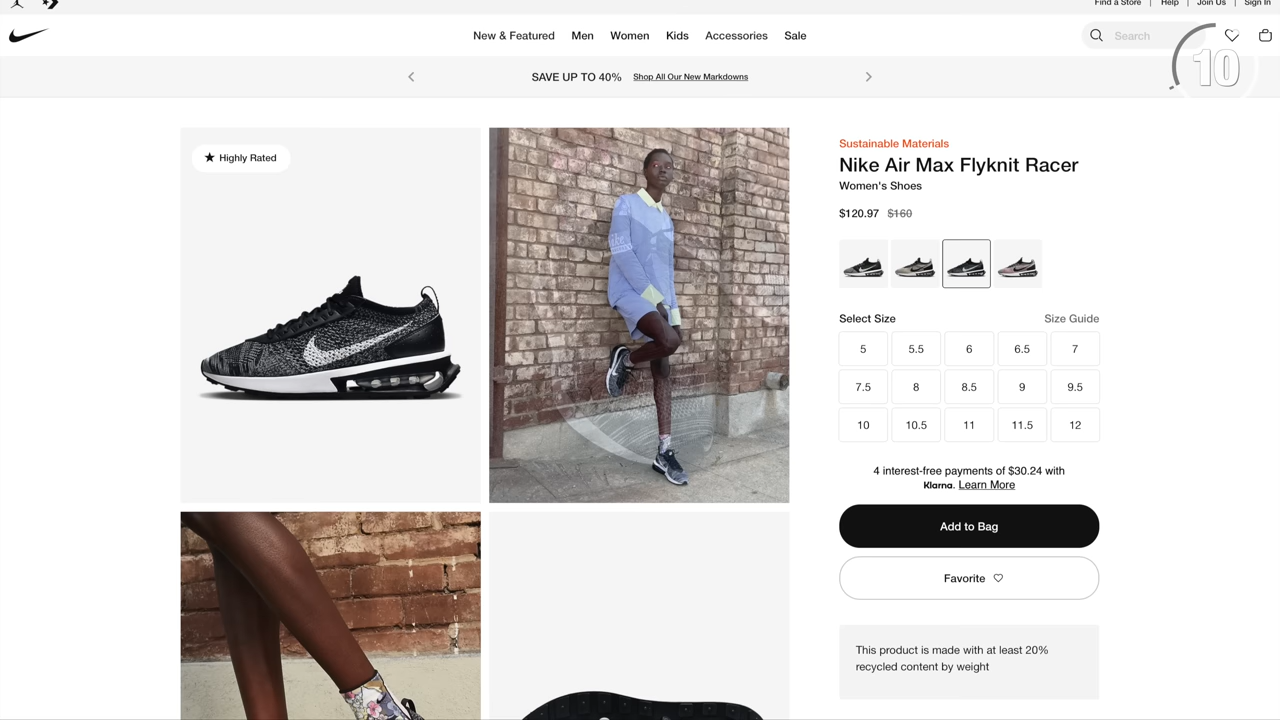 Find a Store | Help | Join Us | Sign In
New & Featured Men Women Kids Accessories Sale
Search
10
SAVE UP TO 40% Shop All Our New Markdowns
Highly Rated
Sustainable Materials
Nike Air Max Flyknit Racer
Women's Shoes
$120.97 $160
Select Size Size Guide
5 5.5 6 6.5 7
7.5 8 8.5 9 9.5
10 10.5 11 11.5 12
4 interest-free payments of $30.24 with
Klarna. Learn More
Add to Bag
Favorite
This product is made with at least 20%
recycled content by weight